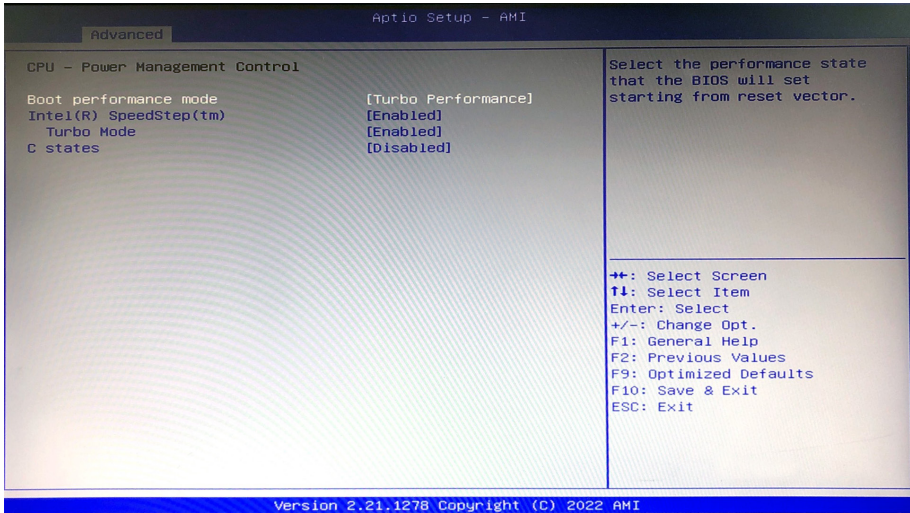 Aptio Setup - AMI
Advanced
CPU - Power Management Control
Boot performance mode [Turbo Performance]
Intel(R) SpeedStep(tm) [Enabled]
Turbo Mode [Enabled]
C states [Disabled]
Select the performance state
that the BIOS will set
starting from reset vector.
→←: Select Screen
↑↓: Select Item
Enter: Select
+/-: Change Opt.
F1: General Help
F2: Previous Values
F9: Optimized Defaults
F10: Save & Exit
ESC: Exit
Version 2.21.1278 Copyright (C) 2022 AMI